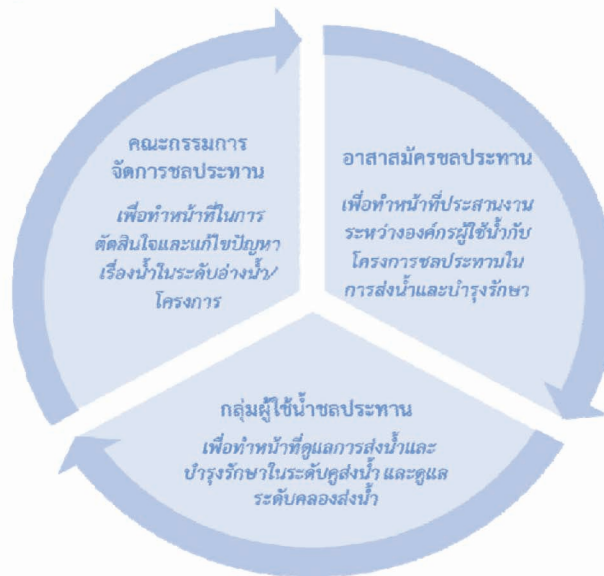 คณะกรรมการ
จัดการชลประทาน
เพื่อทำหน้าที่ในการ
ตัดสินใจและแก้ไขปัญหา
เรื่องน้ำในระดับอ่างน้ำ/
โครงการ
อาสาสมัครชลประทาน
เพื่อทำหน้าที่ประสานงาน
ระหว่างองค์กรผู้ใช้น้ำกับ
โครงการชลประทานใน
การส่งน้ำและบำรุงรักษา
กลุ่มผู้ใช้น้ำชลประทาน
เพื่อทำหน้าที่ดูแลการส่งน้ำและ
บำรุงรักษาในระดับคูส่งน้ำ และดูแล
ระดับคลองส่งน้ำ